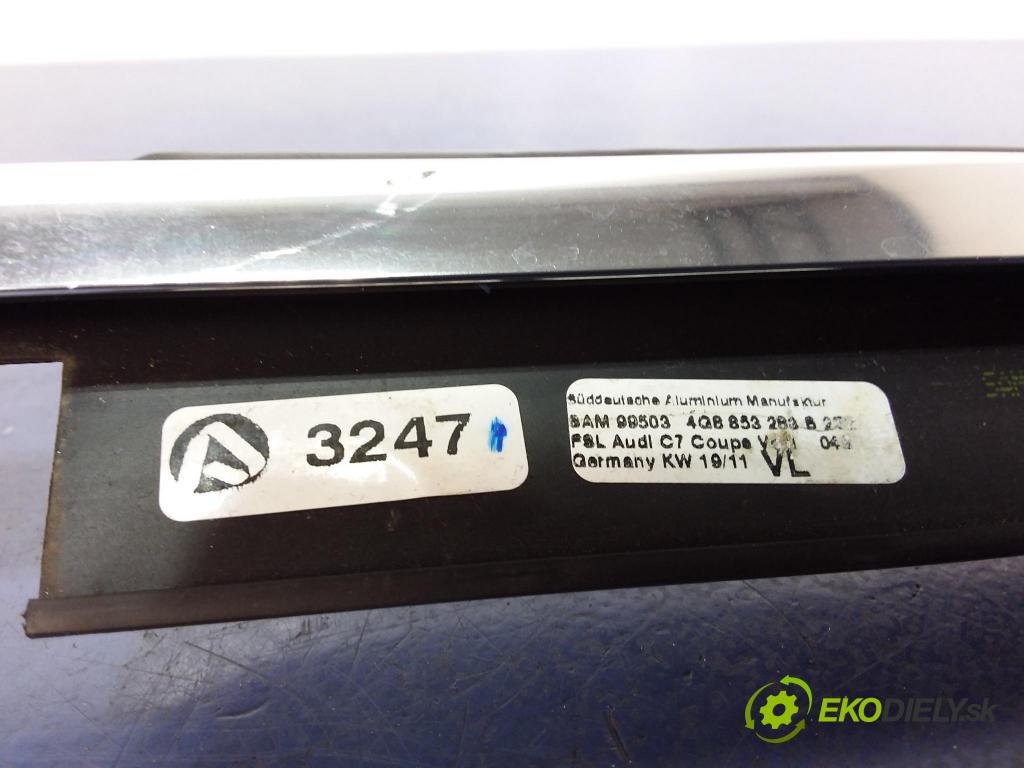 3247
Süddeutsche Aluminium Manufaktur
SAM 99503 4G8 853 283 B
FSL Audi C7 Coupe
Germany KW 19/11 VL
EKODIELY.sk